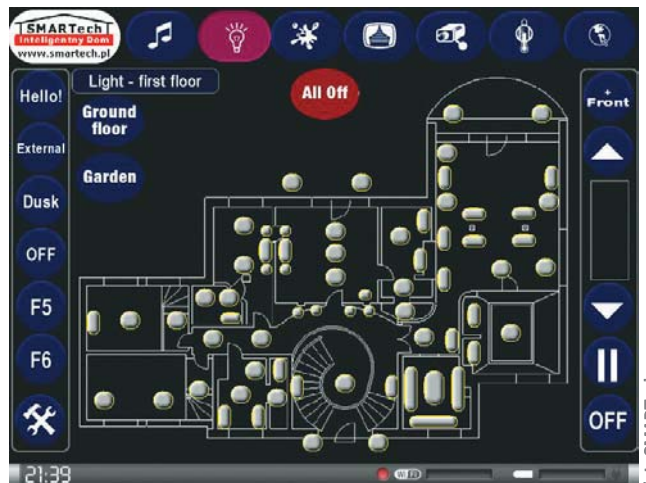 SMARTech
Inteligentny Dom
www.smartech.pl
Light - first floor
All Off
Hello!
Ground
floor
+
Front
External
Garden
Dusk
OFF
F5
F6
OFF
21:39
WiFi